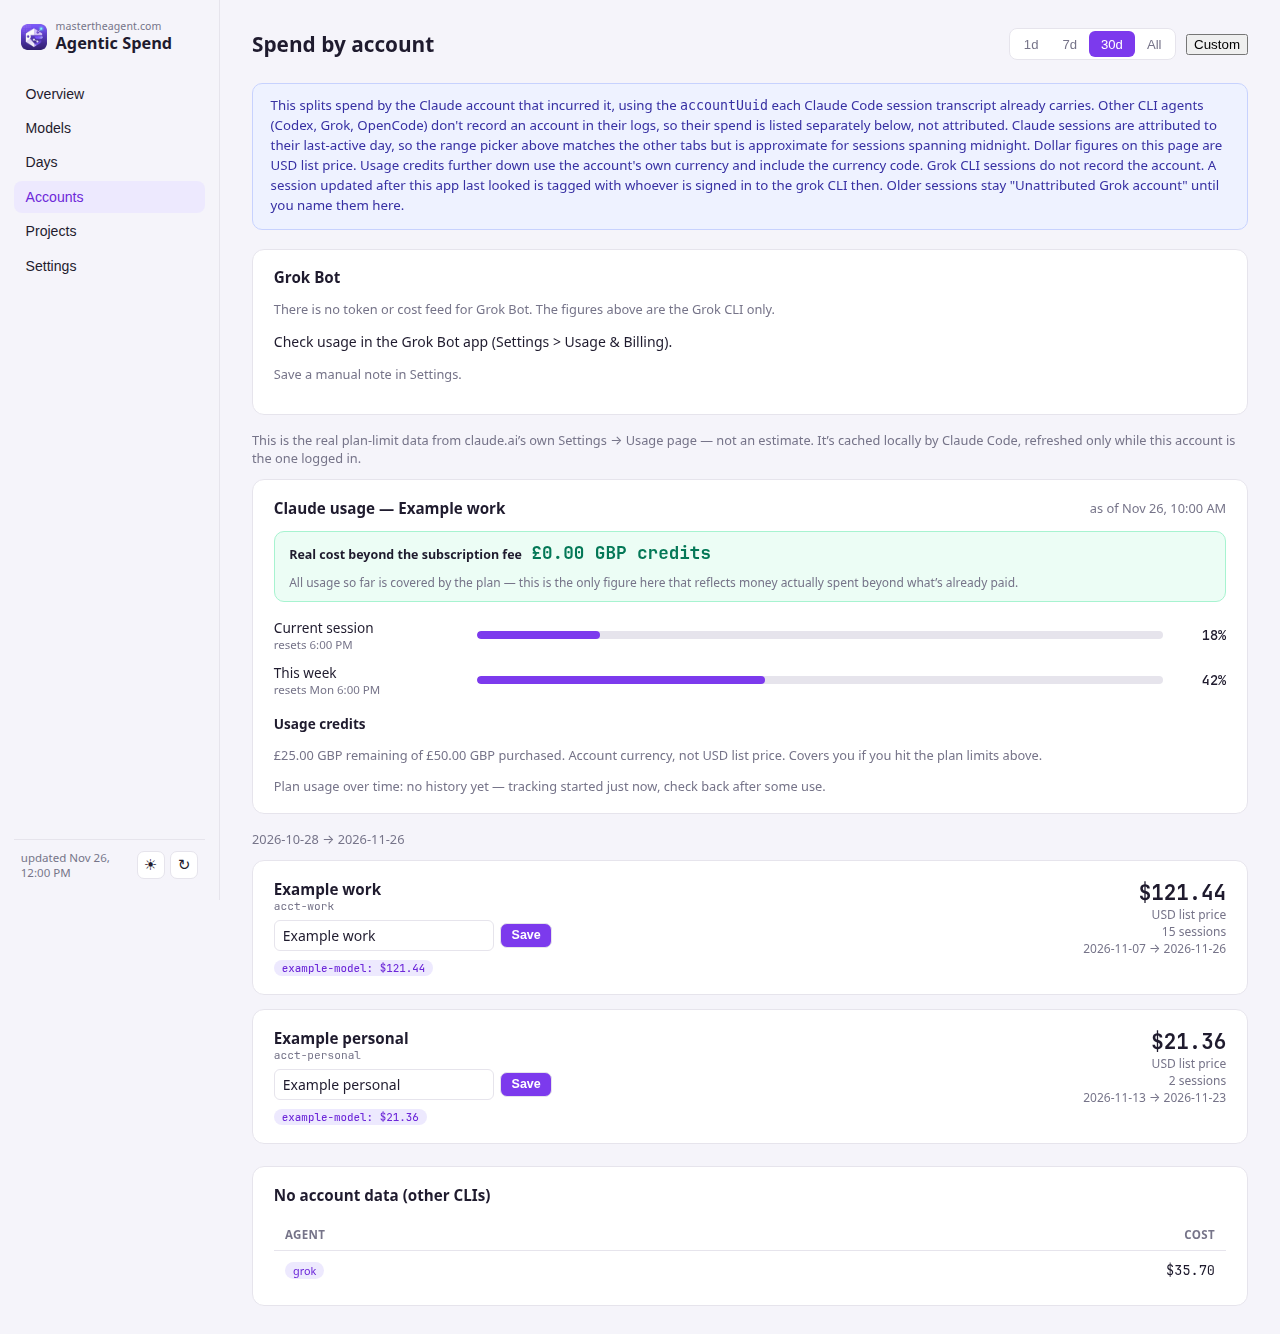 mastertheagent.com
Agentic Spend
Overview
Models
Days
Accounts
Projects
Settings
updated Nov 26,
12:00 PM
☀ ↻
Spend by account
1d 7d 30d All Custom
This splits spend by the Claude account that incurred it, using the accountUuid each Claude Code session transcript already carries. Other CLI agents
(Codex, Grok, OpenCode) don't record an account in their logs, so their spend is listed separately below, not attributed. Claude sessions are attributed to
their last-active day, so the range picker above matches the other tabs but is approximate for sessions spanning midnight. Dollar figures on this page are
USD list price. Usage credits further down use the account's own currency and include the currency code. Grok CLI sessions do not record the account. A
session updated after this app last looked is tagged with whoever is signed in to the grok CLI then. Older sessions stay "Unattributed Grok account" until
you name them here.
Grok Bot
There is no token or cost feed for Grok Bot. The figures above are the Grok CLI only.
Check usage in the Grok Bot app (Settings > Usage & Billing).
Save a manual note in Settings.
This is the real plan-limit data from claude.ai’s own Settings → Usage page — not an estimate. It’s cached locally by Claude Code, refreshed only while this account is
the one logged in.
Claude usage — Example work as of Nov 26, 10:00 AM
Real cost beyond the subscription fee £0.00 GBP credits
All usage so far is covered by the plan — this is the only figure here that reflects money actually spent beyond what’s already paid.
Current session 18%
resets 6:00 PM
This week 42%
resets Mon 6:00 PM
Usage credits
£25.00 GBP remaining of £50.00 GBP purchased. Account currency, not USD list price. Covers you if you hit the plan limits above.
Plan usage over time: no history yet — tracking started just now, check back after some use.
2026-10-28 → 2026-11-26
Example work
acct-work
Example work Save
example-model: $121.44
$121.44
USD list price
15 sessions
2026-11-07 → 2026-11-26
Example personal
acct-personal
Example personal Save
example-model: $21.36
$21.36
USD list price
2 sessions
2026-11-13 → 2026-11-23
No account data (other CLIs)
AGENT COST
grok $35.70